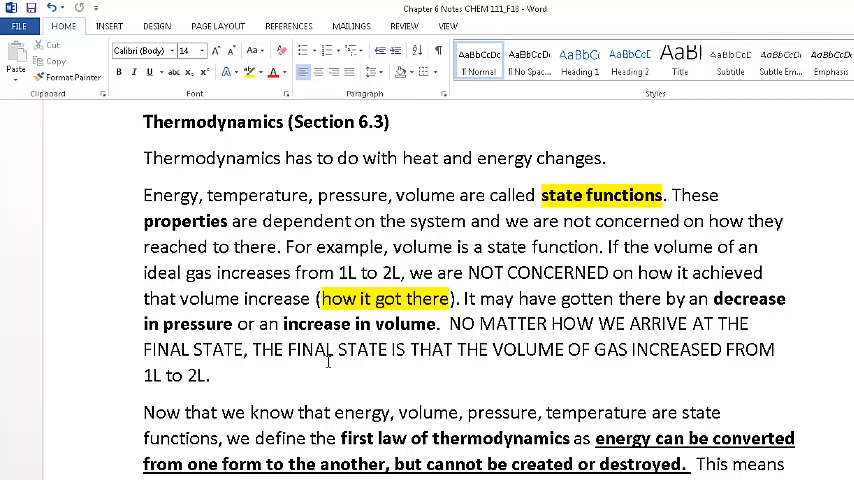 Chapter 6 Notes CHEM 111_F18 - Word
FILE HOME INSERT DESIGN PAGE LAYOUT REFERENCES MAILINGS REVIEW VIEW
Cut
Copy
Paste
Format Painter
Calibri (Body) 14
AaBbCcDc AaBbCcDc AaBbCc AaBbCcD AaBl AaBbCcDc AaBbCcDc AaBbCcDc
¶ Normal ¶ No Spac... Heading 1 Heading 2 Title Subtitle Subtle Em... Emphasis
Clipboard Font Paragraph Styles
Thermodynamics (Section 6.3)
Thermodynamics has to do with heat and energy changes.
Energy, temperature, pressure, volume are called state functions. These
properties are dependent on the system and we are not concerned on how they
reached to there. For example, volume is a state function. If the volume of an
ideal gas increases from 1L to 2L, we are NOT CONCERNED on how it achieved
that volume increase (how it got there). It may have gotten there by an decrease
in pressure or an increase in volume. NO MATTER HOW WE ARRIVE AT THE
FINAL STATE, THE FINAL STATE IS THAT THE VOLUME OF GAS INCREASED FROM
1L to 2L.
Now that we know that energy, volume, pressure, temperature are state
functions, we define the first law of thermodynamics as energy can be converted
from one form to the another, but cannot be created or destroyed. This means